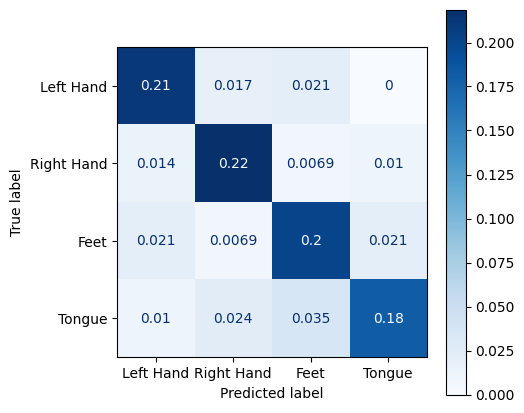 Left Hand 0.21 0.017 0.021 0
Right Hand 0.014 0.22 0.0069 0.01
Feet 0.021 0.0069 0.2 0.021
Tongue 0.01 0.024 0.035 0.18
Left Hand Right Hand Feet Tongue
Predicted label
True label
0.200
0.175
0.150
0.125
0.100
0.075
0.050
0.025
0.000